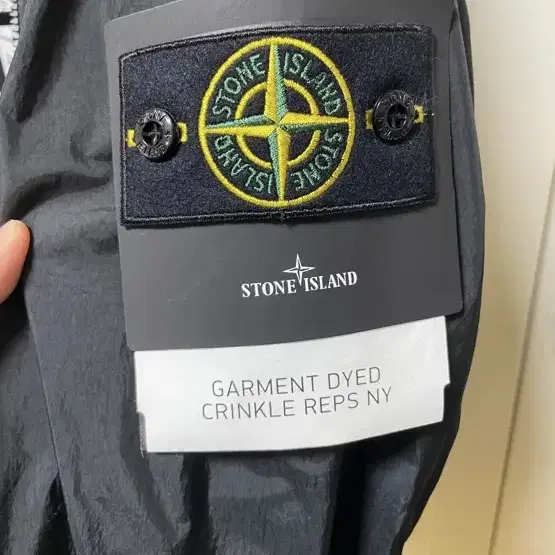 STONE ISLAND
STONE ISLAND
STONE ISLAND
GARMENT DYED
CRINKLE REPS NY